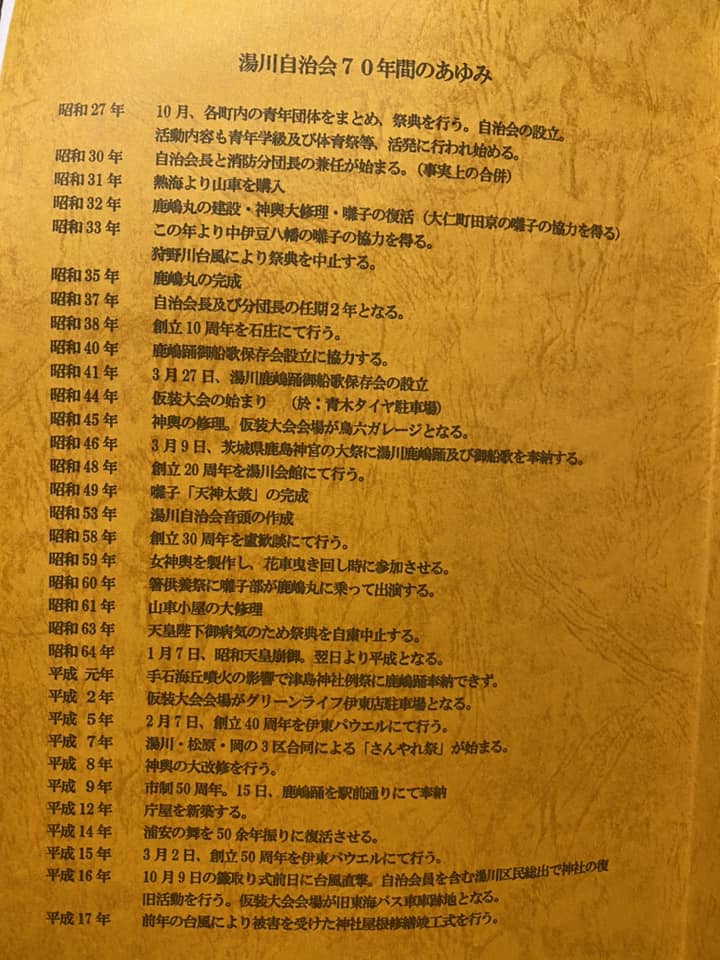 湯川自治会７０年間のあゆみ
昭和27年 10月、各町内の青年団体をまとめ、祭典を行う。自治会の設立。
活動内容も青年学級及び体育祭等、活発に行われ始める。
昭和30年 自治会長と消防分団長の兼任が始まる。（事実上の合併）
昭和31年 熱海より山車を購入
昭和32年 鹿嶋丸の建設・神輿大修理・囃子の復活（大仁町田京の囃子の協力を得る）
昭和33年 この年より中伊豆八幡の囃子の協力を得る。
狩野川台風により祭典を中止する。
昭和35年 鹿嶋丸の完成
昭和37年 自治会長及び分団長の任期２年となる。
昭和38年 創立10周年を石庄にて行う。
昭和40年 鹿嶋踊御船歌保存会設立に協力する。
昭和41年 ３月27日、湯川鹿嶋踊御船歌保存会の設立
昭和44年 仮装大会の始まり （於：青木タイヤ駐車場）
昭和45年 神輿の修理。仮装大会会場が鳥六ガレージとなる。
昭和46年 ３月９日、茨城県鹿島神宮の大祭に湯川鹿嶋踊及び御船歌を奉納する。
昭和48年 創立20周年を湯川会館にて行う。
昭和49年 囃子「天神太鼓」の完成
昭和53年 湯川自治会音頭の作成
昭和58年 創立30周年を盧歓談にて行う。
昭和59年 女神輿を製作し、花車曳き回し時に参加させる。
昭和60年 箸供養祭に囃子部が鹿嶋丸に乗って出演する。
昭和61年 山車小屋の大修理
昭和63年 天皇陛下御病気のため祭典を自粛中止する。
昭和64年 １月７日、昭和天皇崩御。翌日より平成となる。
平成 元年 手石海丘噴火の影響で津島神社例祭に鹿嶋踊奉納できず。
平成 ２年 仮装大会会場がグリーンライフ伊東店駐車場となる。
平成 ５年 ２月７日、創立40周年を伊東パウエルにて行う。
平成 ７年 湯川・松原・岡の３区合同による「さんやれ祭」が始まる。
平成 ８年 神輿の大改修を行う。
平成 ９年 市制50周年。15日、鹿嶋踊を駅前通りにて奉納
平成12年 庁屋を新築する。
平成14年 浦安の舞を50余年振りに復活させる。
平成15年 ３月２日、創立50周年を伊東パウエルにて行う。
平成16年 10月９日の籤取り式前日に台風直撃。自治会員を含む湯川区民総出で神社の復
旧活動を行う。仮装大会会場が旧東海バス車庫跡地となる。
平成17年 前年の台風により被害を受けた神社屋根修繕竣工式を行う。